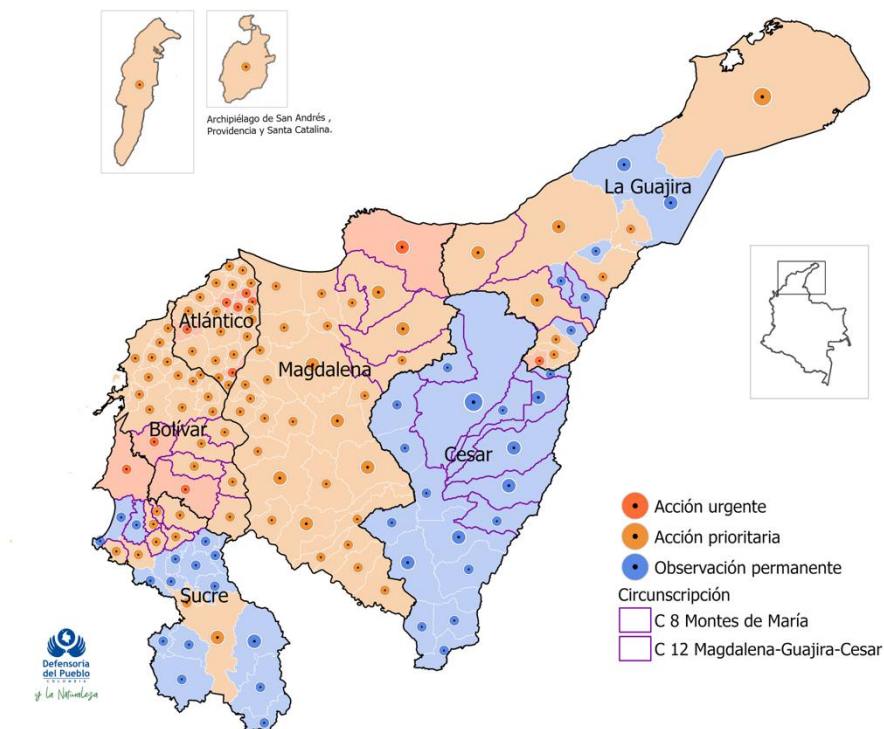 Archipiélago de San Andrés ,
Providencia y Santa Catalina.
La Guajira
Atlántico
Magdalena
Bolívar
Cesar
Sucre
Acción urgente
Acción prioritaria
Observación permanente
Circunscripción
C 8 Montes de María
C 12 Magdalena-Guajira-Cesar
Defensoría
del Pueblo
COLOMBIA
y la Naturaleza